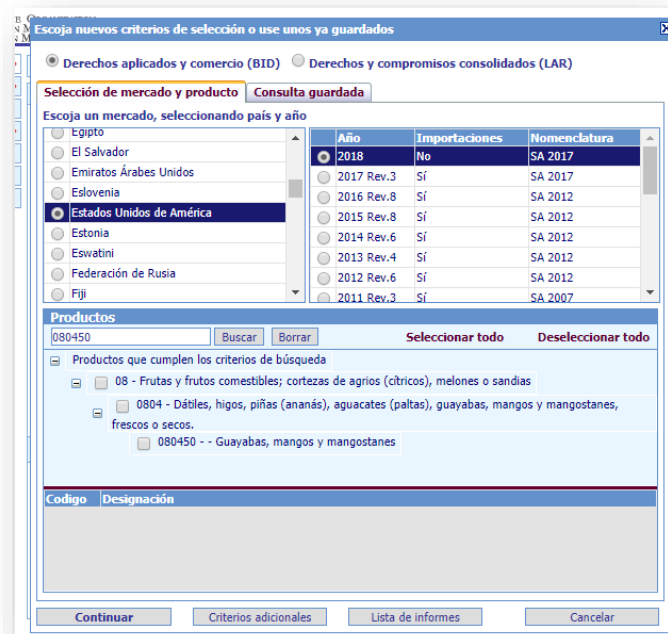 Escoja nuevos criterios de selección o use unos ya guardados
Derechos aplicados y comercio (BID) Derechos y compromisos consolidados (LAR)
Selección de mercado y producto Consulta guardada
Escoja un mercado, seleccionando país y año
Egipto
El Salvador
Emiratos Árabes Unidos
Eslovenia
Estados Unidos de América
Estonia
Eswatini
Federación de Rusia
Fiji
Año Importaciones Nomenclatura
2018 No SA 2017
2017 Rev.3 Sí SA 2017
2016 Rev.8 Sí SA 2012
2015 Rev.8 Sí SA 2012
2014 Rev.6 Sí SA 2012
2013 Rev.4 Sí SA 2012
2012 Rev.6 Sí SA 2012
2011 Rev.3 Sí SA 2007
Productos
080450 Buscar Borrar Seleccionar todo Deseleccionar todo
Productos que cumplen los criterios de búsqueda
08 - Frutas y frutos comestibles; cortezas de agrios (cítricos), melones o sandias
0804 - Dátiles, higos, piñas (ananás), aguacates (paltas), guayabas, mangos y mangostanes,
frescos o secos.
080450 - - Guayabas, mangos y mangostanes
Codigo Designación
Continuar Criterios adicionales Lista de informes Cancelar